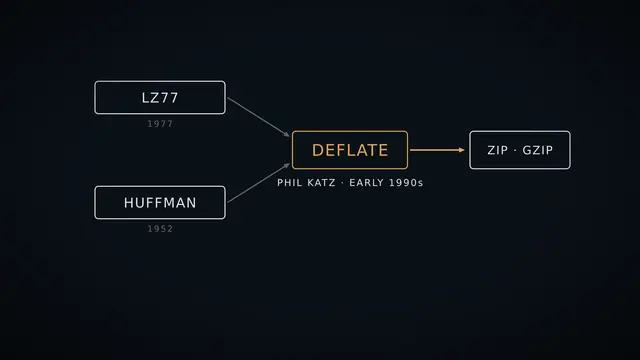 LZ77
1977
HUFFMAN
1952
DEFLATE
PHIL KATZ · EARLY 1990s
ZIP · GZIP